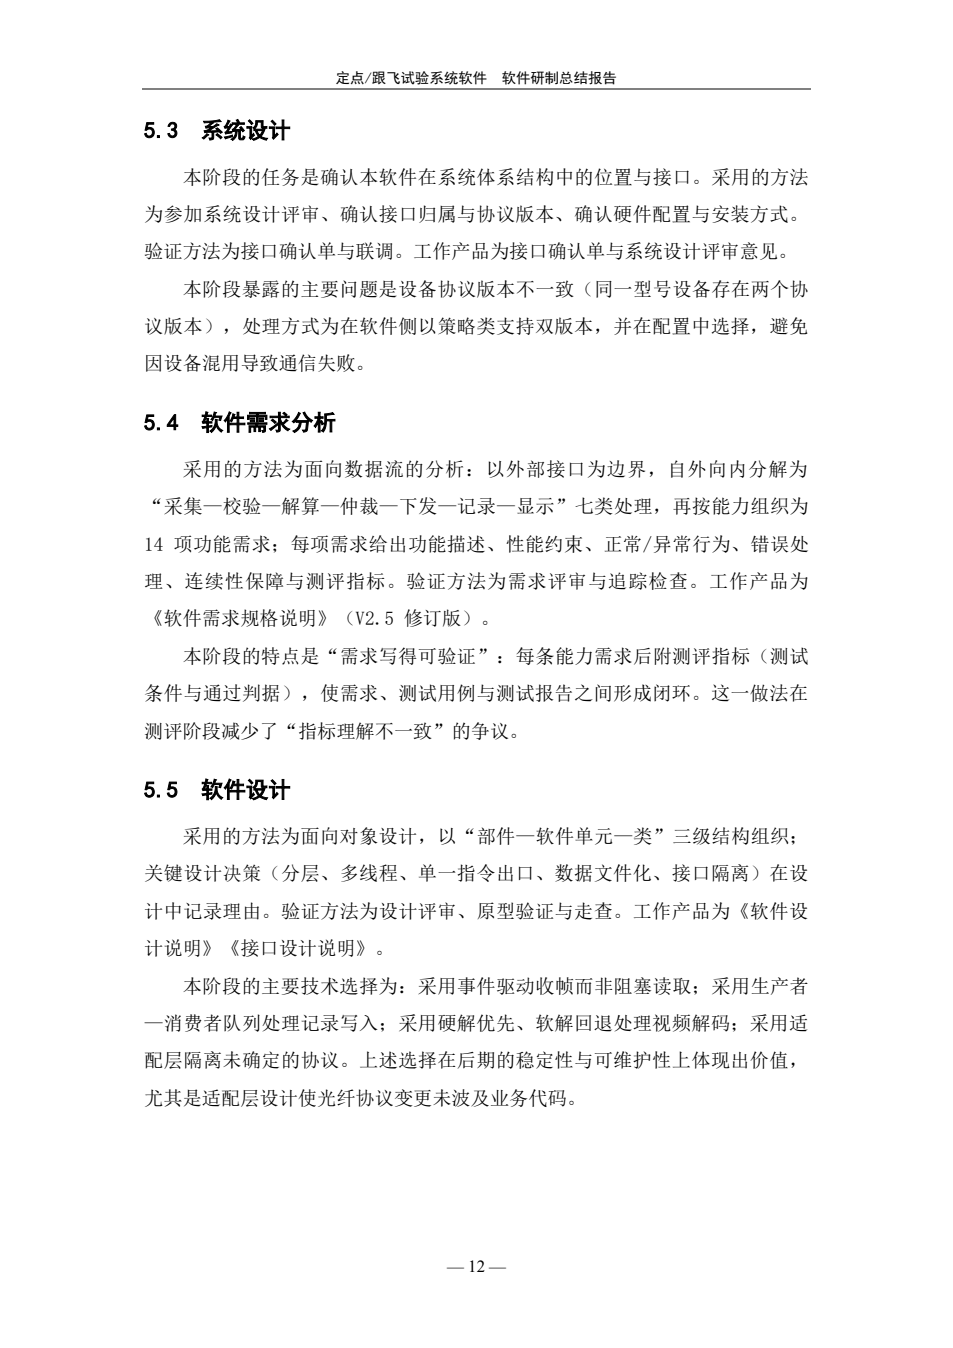 定点/跟飞试验系统软件　软件研制总结报告
5.3　系统设计
本阶段的任务是确认本软件在系统体系结构中的位置与接口。采用的方法
为参加系统设计评审、确认接口归属与协议版本、确认硬件配置与安装方式。
验证方法为接口确认单与联调。工作产品为接口确认单与系统设计评审意见。
本阶段暴露的主要问题是设备协议版本不一致（同一型号设备存在两个协
议版本），处理方式为在软件侧以策略类支持双版本，并在配置中选择，避免
因设备混用导致通信失败。
5.4　软件需求分析
采用的方法为面向数据流的分析：以外部接口为边界，自外向内分解为
“采集—校验—解算—仲裁—下发—记录—显示”七类处理，再按能力组织为
14 项功能需求；每项需求给出功能描述、性能约束、正常/异常行为、错误处
理、连续性保障与测评指标。验证方法为需求评审与追踪检查。工作产品为
《软件需求规格说明》（V2.5 修订版）。
本阶段的特点是“需求写得可验证”：每条能力需求后附测评指标（测试
条件与通过判据），使需求、测试用例与测试报告之间形成闭环。这一做法在
测评阶段减少了“指标理解不一致”的争议。
5.5　软件设计
采用的方法为面向对象设计，以“部件—软件单元—类”三级结构组织；
关键设计决策（分层、多线程、单一指令出口、数据文件化、接口隔离）在设
计中记录理由。验证方法为设计评审、原型验证与走查。工作产品为《软件设
计说明》《接口设计说明》。
本阶段的主要技术选择为：采用事件驱动收帧而非阻塞读取；采用生产者
—消费者队列处理记录写入；采用硬解优先、软解回退处理视频解码；采用适
配层隔离未确定的协议。上述选择在后期的稳定性与可维护性上体现出价值，
尤其是适配层设计使光纤协议变更未波及业务代码。
— 12 —